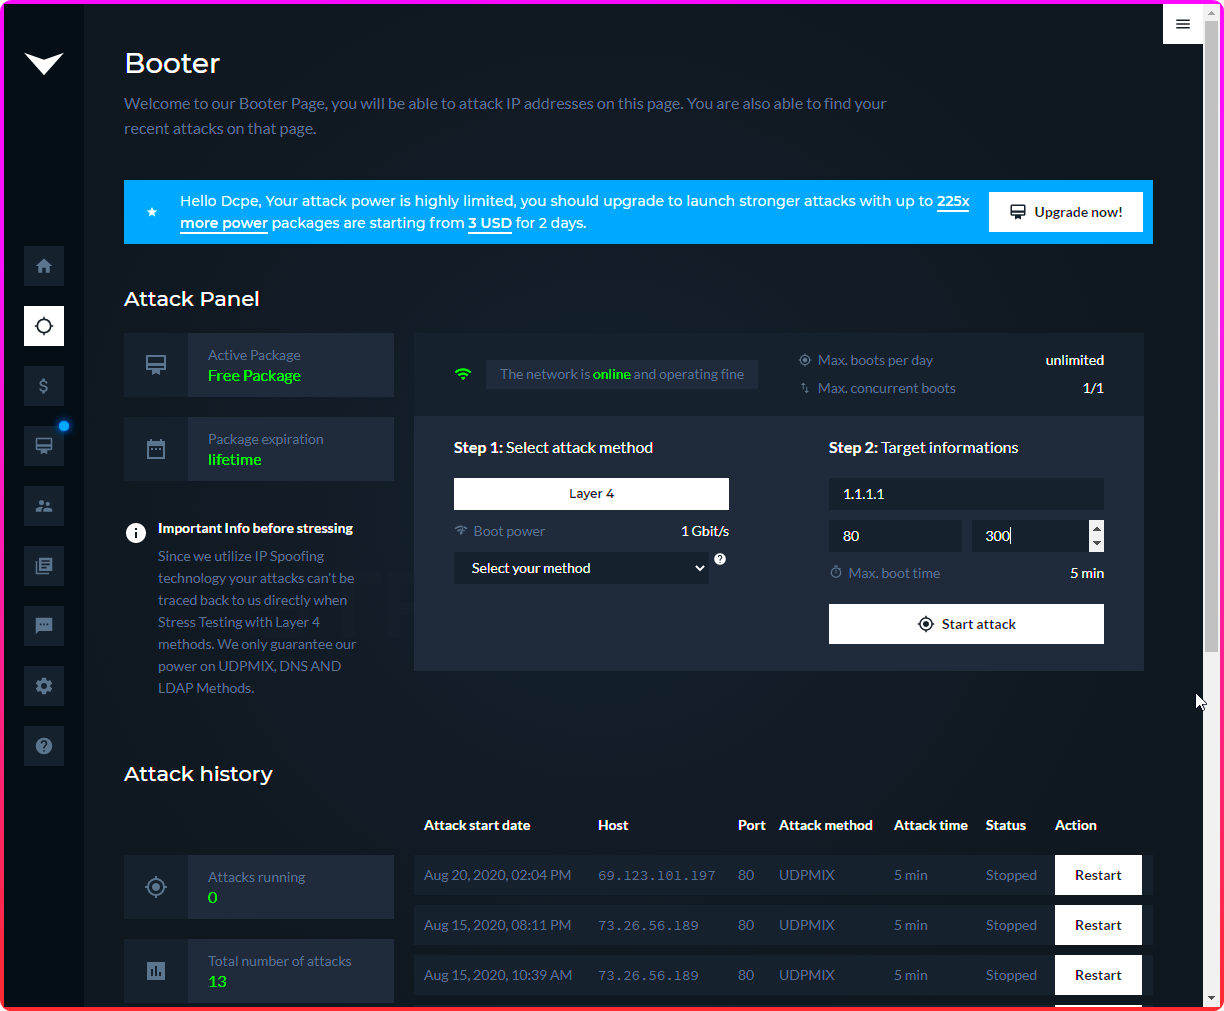 Booter
Welcome to our Booter Page, you will be able to attack IP addresses on this page. You are also able to find your
recent attacks on that page.
Hello Dcpe, Your attack power is highly limited, you should upgrade to launch stronger attacks with up to 225x
more power packages are starting from 3 USD for 2 days.
Upgrade now!
Attack Panel
Active Package
Free Package
Package expiration
lifetime
Important Info before stressing
Since we utilize IP Spoofing
technology your attacks can't be
traced back to us directly when
Stress Testing with Layer 4
methods. We only guarantee our
power on UDPMIX, DNS AND
LDAP Methods.
The network is online and operating fine
Max. boots per day unlimited
Max. concurrent boots 1/1
Step 1: Select attack method
Layer 4
Boot power 1 Gbit/s
Select your method
Step 2: Target informations
1.1.1.1
80 300
Max. boot time 5 min
Start attack
Attack history
Attacks running
0
Total number of attacks
13
Attack start date Host Port Attack method Attack time Status Action
Aug 20, 2020, 02:04 PM 69.123.101.197 80 UDPMIX 5 min Stopped Restart
Aug 15, 2020, 08:11 PM 73.26.56.189 80 UDPMIX 5 min Stopped Restart
Aug 15, 2020, 10:39 AM 73.26.56.189 80 UDPMIX 5 min Stopped Restart